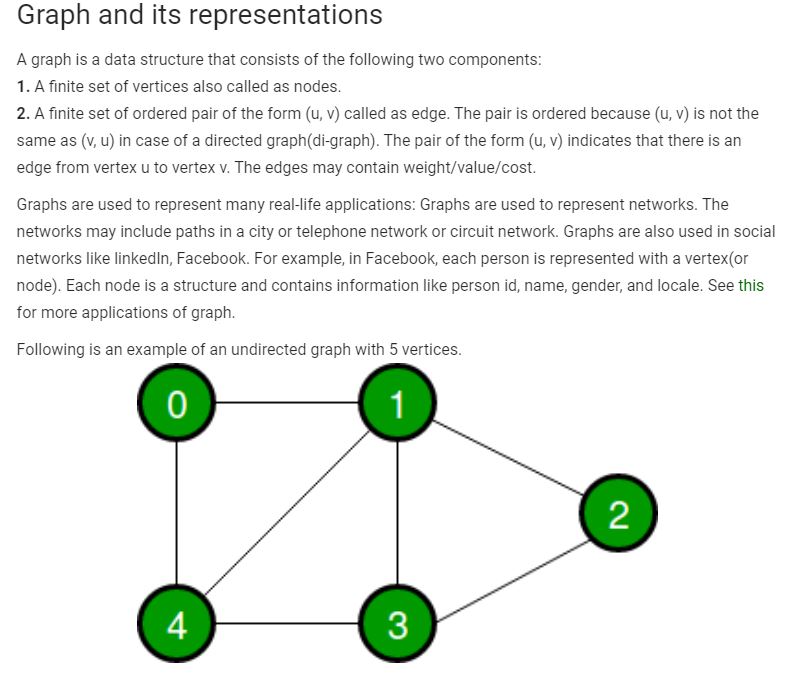 Graph and its representations
A graph is a data structure that consists of the following two components:
1. A finite set of vertices also called as nodes.
2. A finite set of ordered pair of the form (u, v) called as edge. The pair is ordered because (u, v) is not the
same as (v, u) in case of a directed graph(di-graph). The pair of the form (u, v) indicates that there is an
edge from vertex u to vertex v. The edges may contain weight/value/cost.
Graphs are used to represent many real-life applications: Graphs are used to represent networks. The
networks may include paths in a city or telephone network or circuit network. Graphs are also used in social
networks like linkedIn, Facebook. For example, in Facebook, each person is represented with a vertex(or
node). Each node is a structure and contains information like person id, name, gender, and locale. See this
for more applications of graph.
Following is an example of an undirected graph with 5 vertices.
0
1
2
4
3